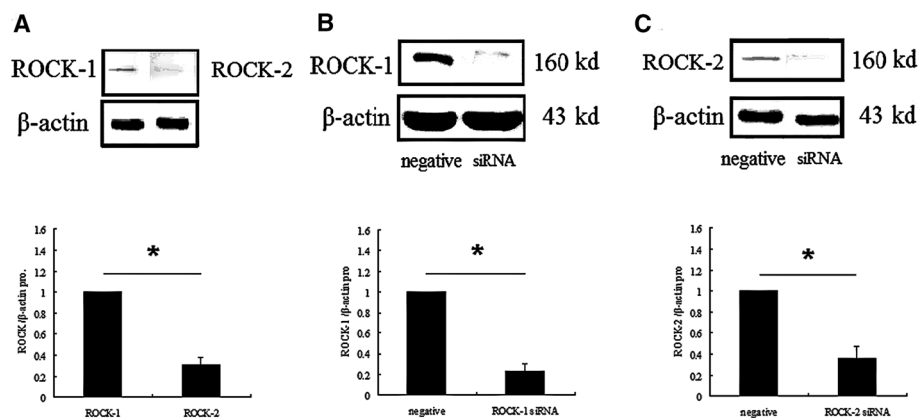 A
ROCK-1
ROCK-2
β-actin
ROCK /β-actin pro.
1.6
1.4
1.2
1
0.8
0.6
0.4
0.2
0
*
ROCK-1
ROCK-2
B
ROCK-1
160 kd
β-actin
43 kd
negative
siRNA
ROCK-1 /β-actin pro
1.6
1.4
1.2
1
0.8
0.6
0.4
0.2
0
*
negative
ROCK-1 siRNA
C
ROCK-2
160 kd
β-actin
43 kd
negative
siRNA
ROCK-2 /β-actin pro
1.6
1.4
1.2
1
0.8
0.6
0.4
0.2
0
*
negative
ROCK-2 siRNA